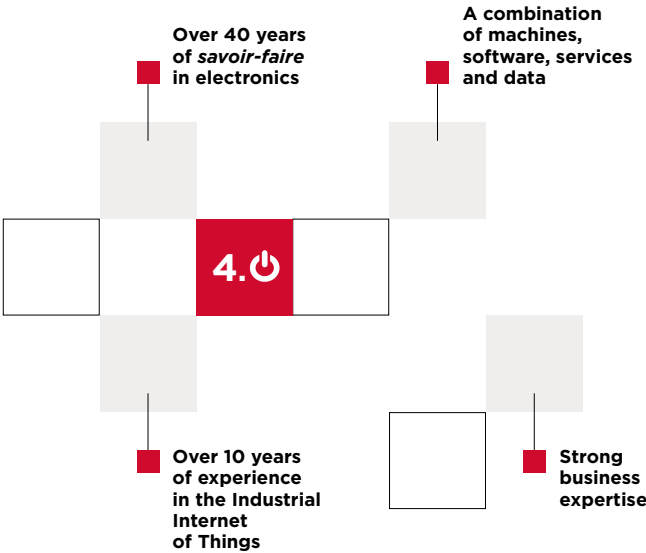 Over 40 years
of savoir-faire
in electronics
A combination
of machines,
software, services
and data
4.⏻
Over 10 years
of experience
in the Industrial
Internet
of Things
Strong
business
expertise